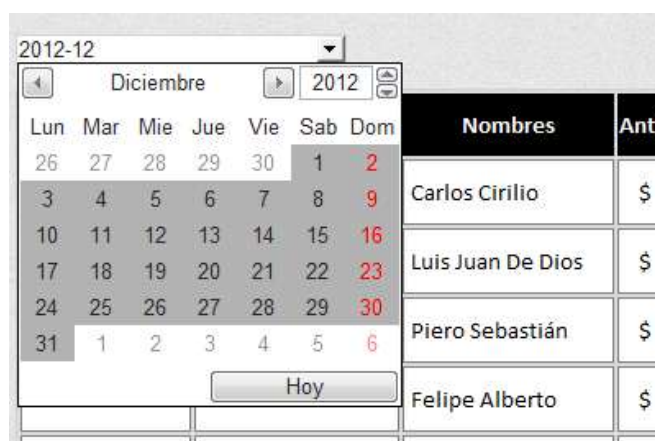 2012-12
Diciembre 2012
Lun Mar Mie Jue Vie Sab Dom
26 27 28 29 30 1 2
3 4 5 6 7 8 9
10 11 12 13 14 15 16
17 18 19 20 21 22 23
24 25 26 27 28 29 30
31 1 2 3 4 5 6
Hoy
Nombres Ant
Carlos Cirilio $
Luis Juan De Dios $
Piero Sebastián $
Felipe Alberto $